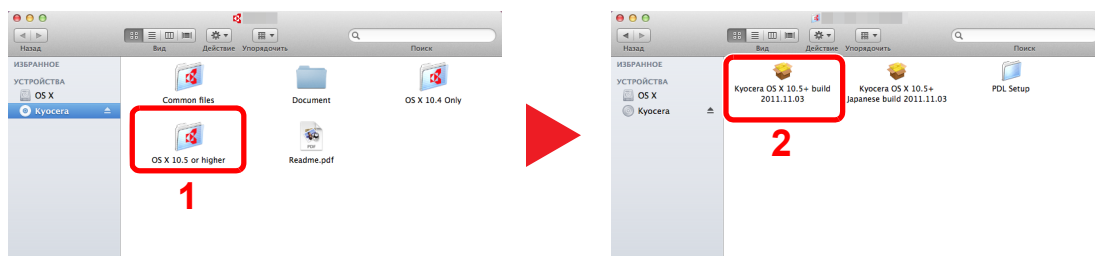 Назад
Вид
Действие
Упорядочить
Поиск
ИЗБРАННОЕ
УСТРОЙСТВА
OS X
Kyocera
Common files
Document
OS X 10.4 Only
OS X 10.5 or higher
PDF
Readme.pdf
1
Назад
Вид
Действие
Упорядочить
Поиск
ИЗБРАННОЕ
УСТРОЙСТВА
OS X
Kyocera
Kyocera OS X 10.5+ build
2011.11.03
Kyocera OS X 10.5+
Japanese build 2011.11.03
PDL Setup
2